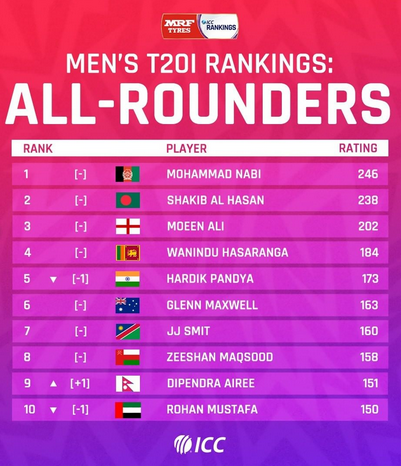 MRF TYRES ICC RANKINGS
MEN'S T20I RANKINGS:
ALL-ROUNDERS
RANK PLAYER RATING
1 [-] MOHAMMAD NABI 246
2 [-] SHAKIB AL HASAN 238
3 [-] MOEEN ALI 202
4 [-] WANINDU HASARANGA 184
5 ▼ [-1] HARDIK PANDYA 173
6 [-] GLENN MAXWELL 163
7 [-] JJ SMIT 160
8 [-] ZEESHAN MAQSOOD 158
9 ▲ [+1] DIPENDRA AIREE 151
10 ▼ [-1] ROHAN MUSTAFA 150
ICC